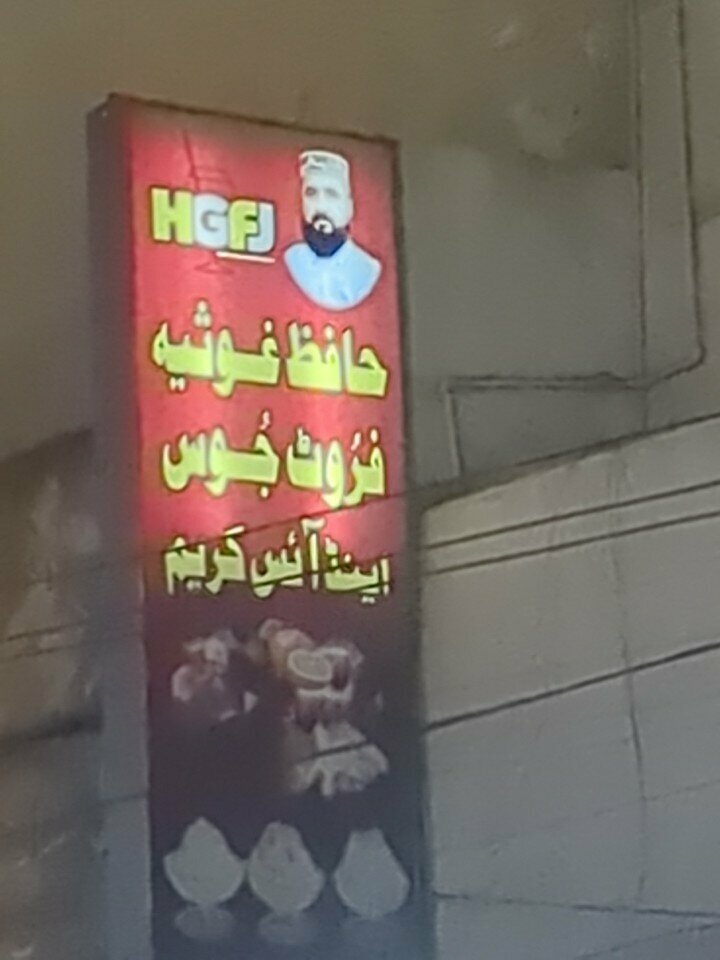 HGFJ
حافظ غوثیہ
فرُوٹ جُوس
اینڈ آئس کریم